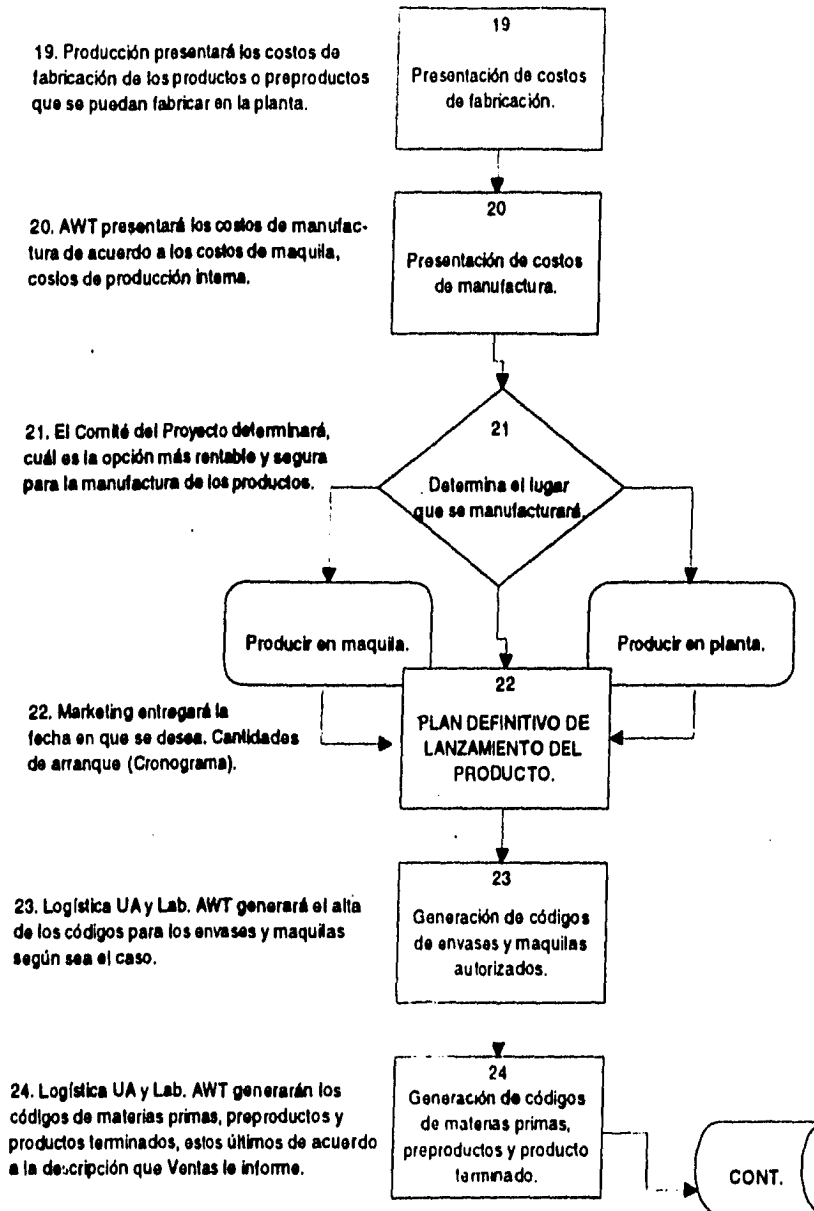 19. Producción presentará los costos de
fabricación de los productos o preproductos
que se puedan fabricar en la planta.
19
Presentación de costos
de fabricación.
20. AWT presentará los costos de manufac-
tura de acuerdo a los costos de maquila,
costos de producción interna.
20
Presentación de costos
de manufactura.
21. El Comité del Proyecto determinará,
cuál es la opción más rentable y segura
para la manufactura de los productos.
21
Determina el lugar
que se manufacturará.
Producir en maquila.
Producir en planta.
22. Marketing entregará la
fecha en que se desea. Cantidades
de arranque (Cronograma).
22
PLAN DEFINITIVO DE
LANZAMIENTO DEL
PRODUCTO.
23. Logística UA y Lab. AWT generará el alta
de los códigos para los envases y maquilas
según sea el caso.
23
Generación de códigos
de envases y maquilas
autorizados.
24. Logística UA y Lab. AWT generarán los
códigos de materias primas, preproductos y
productos terminados, estos últimos de acuerdo
a la descripción que Ventas le informe.
24
Generación de códigos
de materias primas,
preproductos y producto
terminado.
CONT.